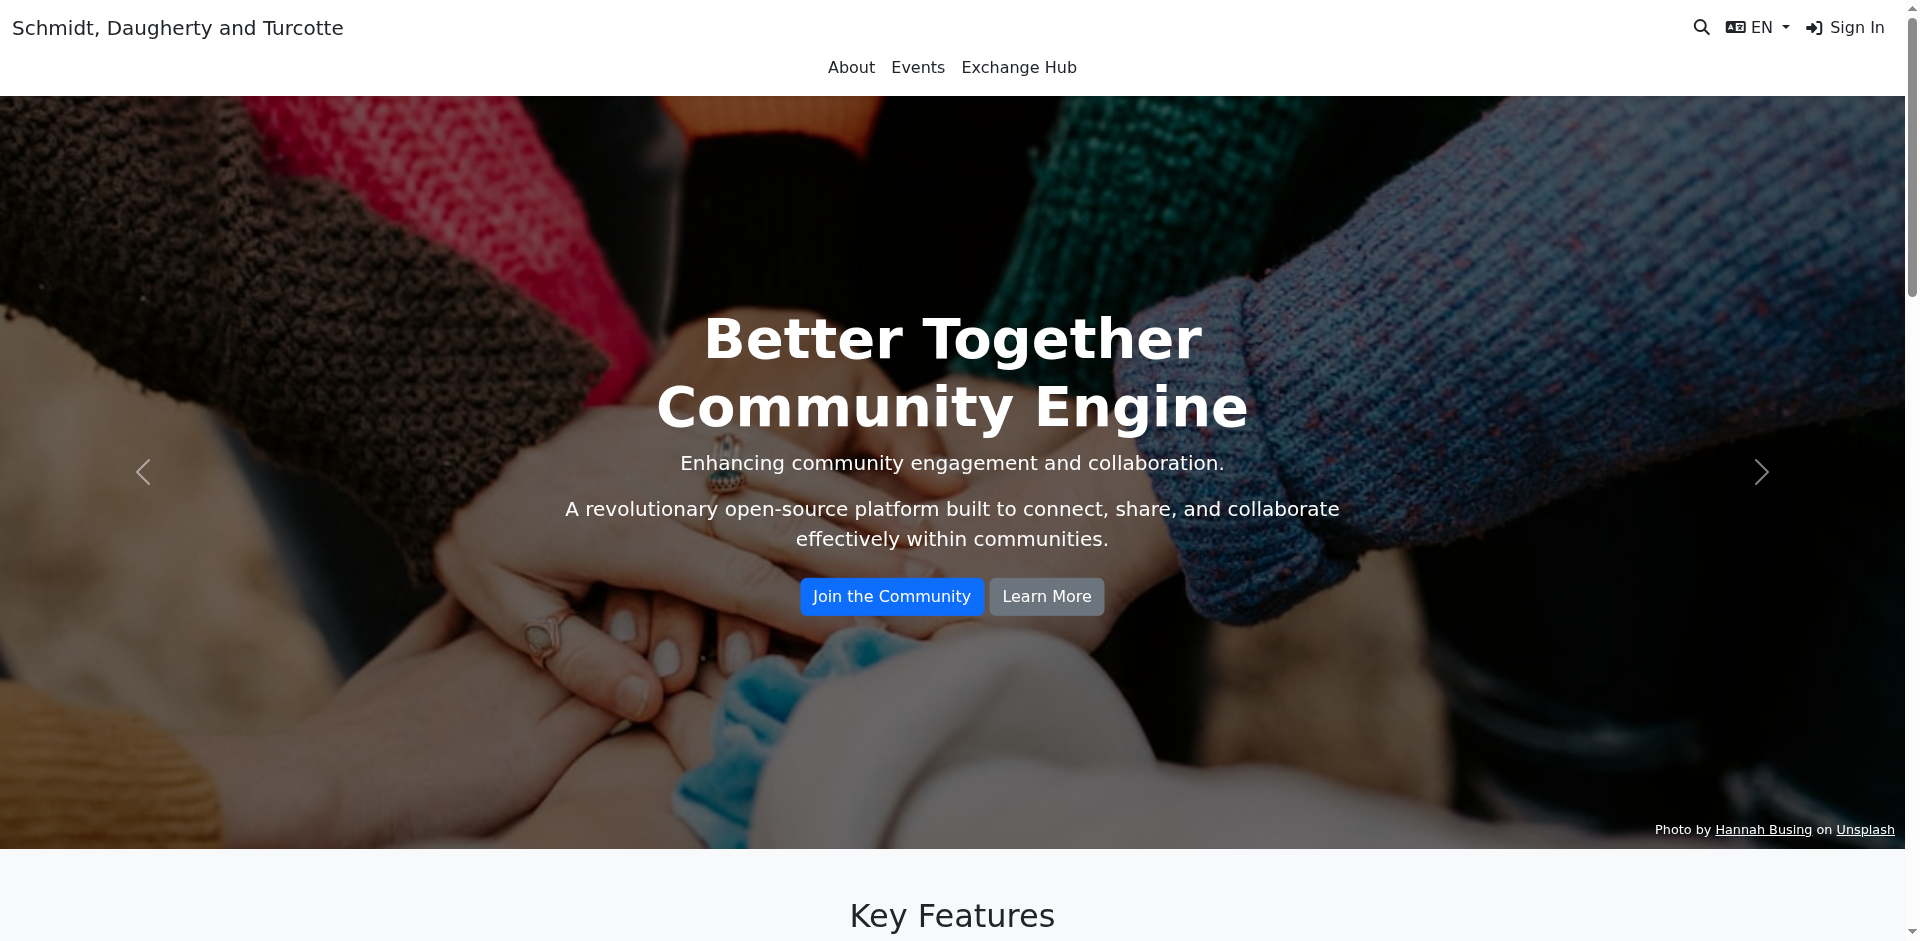 Schmidt, Daugherty and Turcotte
EN
Sign In
About Events Exchange Hub
Better Together
Community Engine
Enhancing community engagement and collaboration.
A revolutionary open-source platform built to connect, share, and collaborate
effectively within communities.
Join the Community
Learn More
Photo by Hannah Busing on Unsplash
Key Features